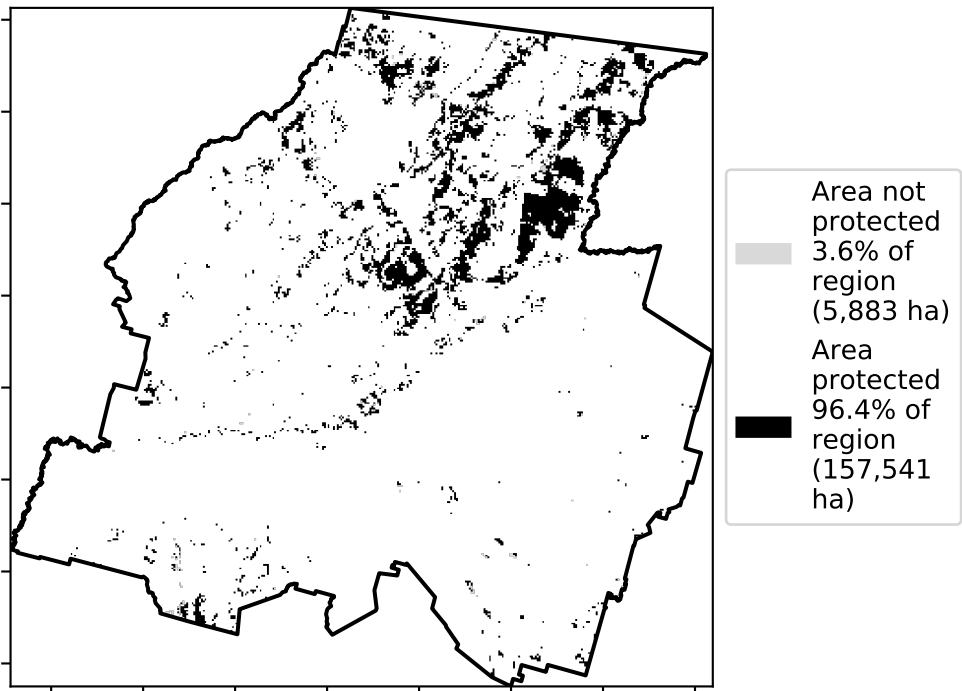 Area not
protected
3.6% of
region
(5,883 ha)
Area
protected
96.4% of
region
(157,541
ha)